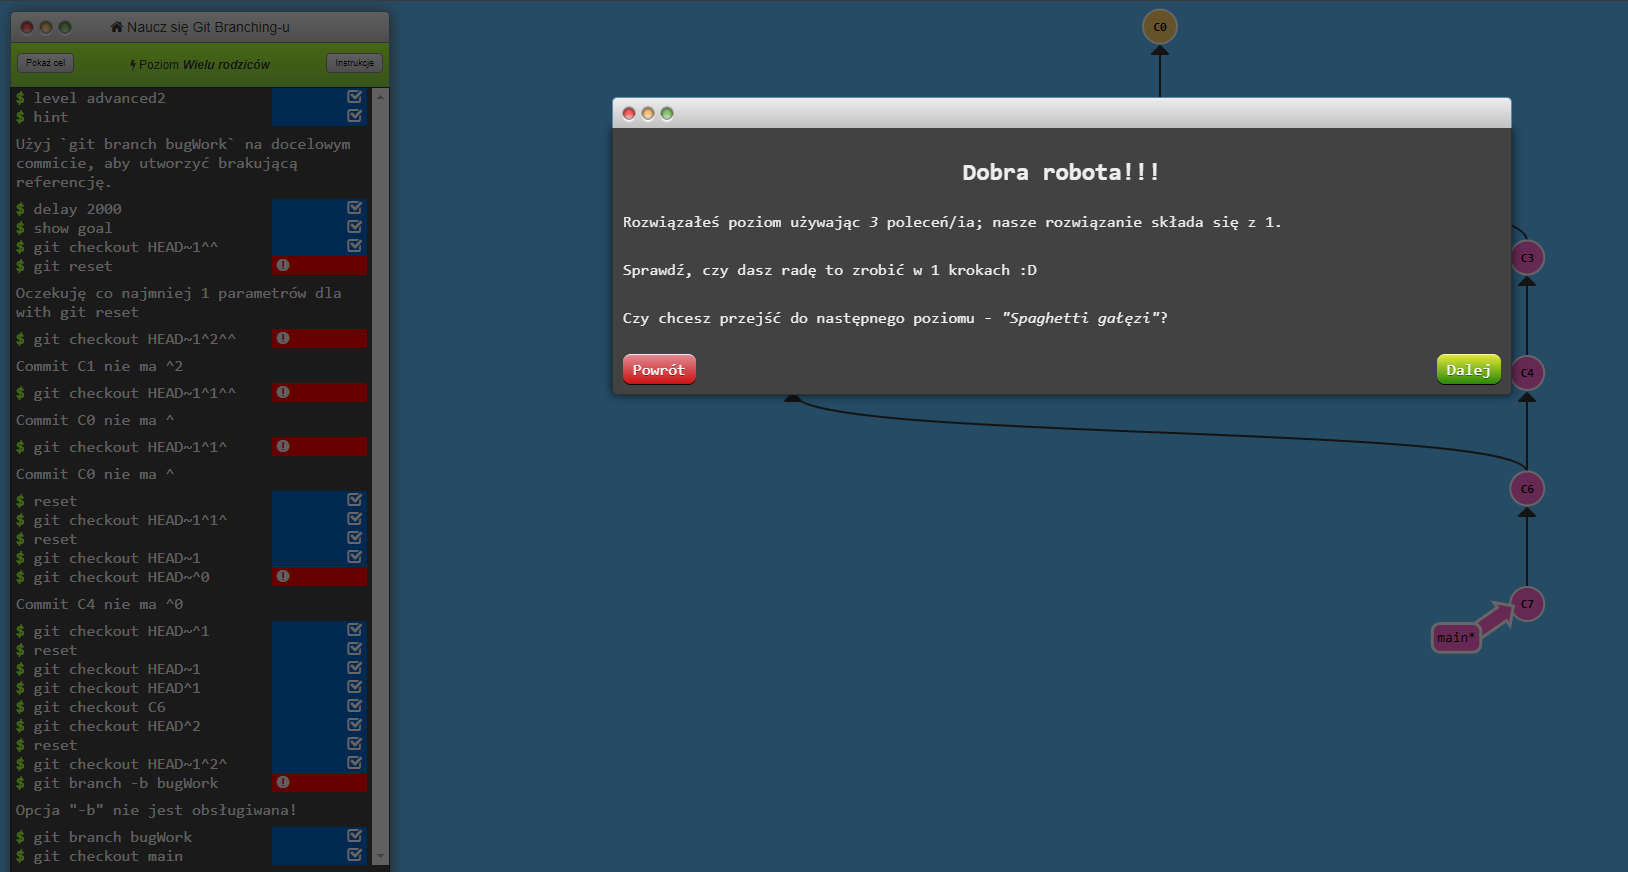 Naucz się Git Branching-u
Pokaż cel
Poziom Wielu rodziców
Instrukcje
$ level advanced2
$ hint
Użyj `git branch bugWork` na docelowym
commicie, aby utworzyć brakującą
referencję.
$ delay 2000
$ show goal
$ git checkout HEAD~1^^
$ git reset
Oczekuję co najmniej 1 parametrów dla
with git reset
$ git checkout HEAD~1^2^^
Commit C1 nie ma ^2
$ git checkout HEAD~1^1^^
Commit C0 nie ma ^
$ git checkout HEAD~1^1^
Commit C0 nie ma ^
$ reset
$ git checkout HEAD~1^1^
$ reset
$ git checkout HEAD~1
$ git checkout HEAD~^0
Commit C4 nie ma ^0
$ git checkout HEAD~^1
$ reset
$ git checkout HEAD~1
$ git checkout HEAD^1
$ git checkout C6
$ git checkout HEAD^2
$ reset
$ git checkout HEAD~1^2^
$ git branch -b bugWork
Opcja "-b" nie jest obsługiwana!
$ git branch bugWork
$ git checkout main
C0
Dobra robota!!!
Rozwiązałeś poziom używając 3 poleceń/ia; nasze rozwiązanie składa się z 1.
Sprawdź, czy dasz radę to zrobić w 1 krokach :D
Czy chcesz przejść do następnego poziomu - "Spaghetti gałęzi"?
Powrót
Dalej
C3
C4
C6
C7
main*